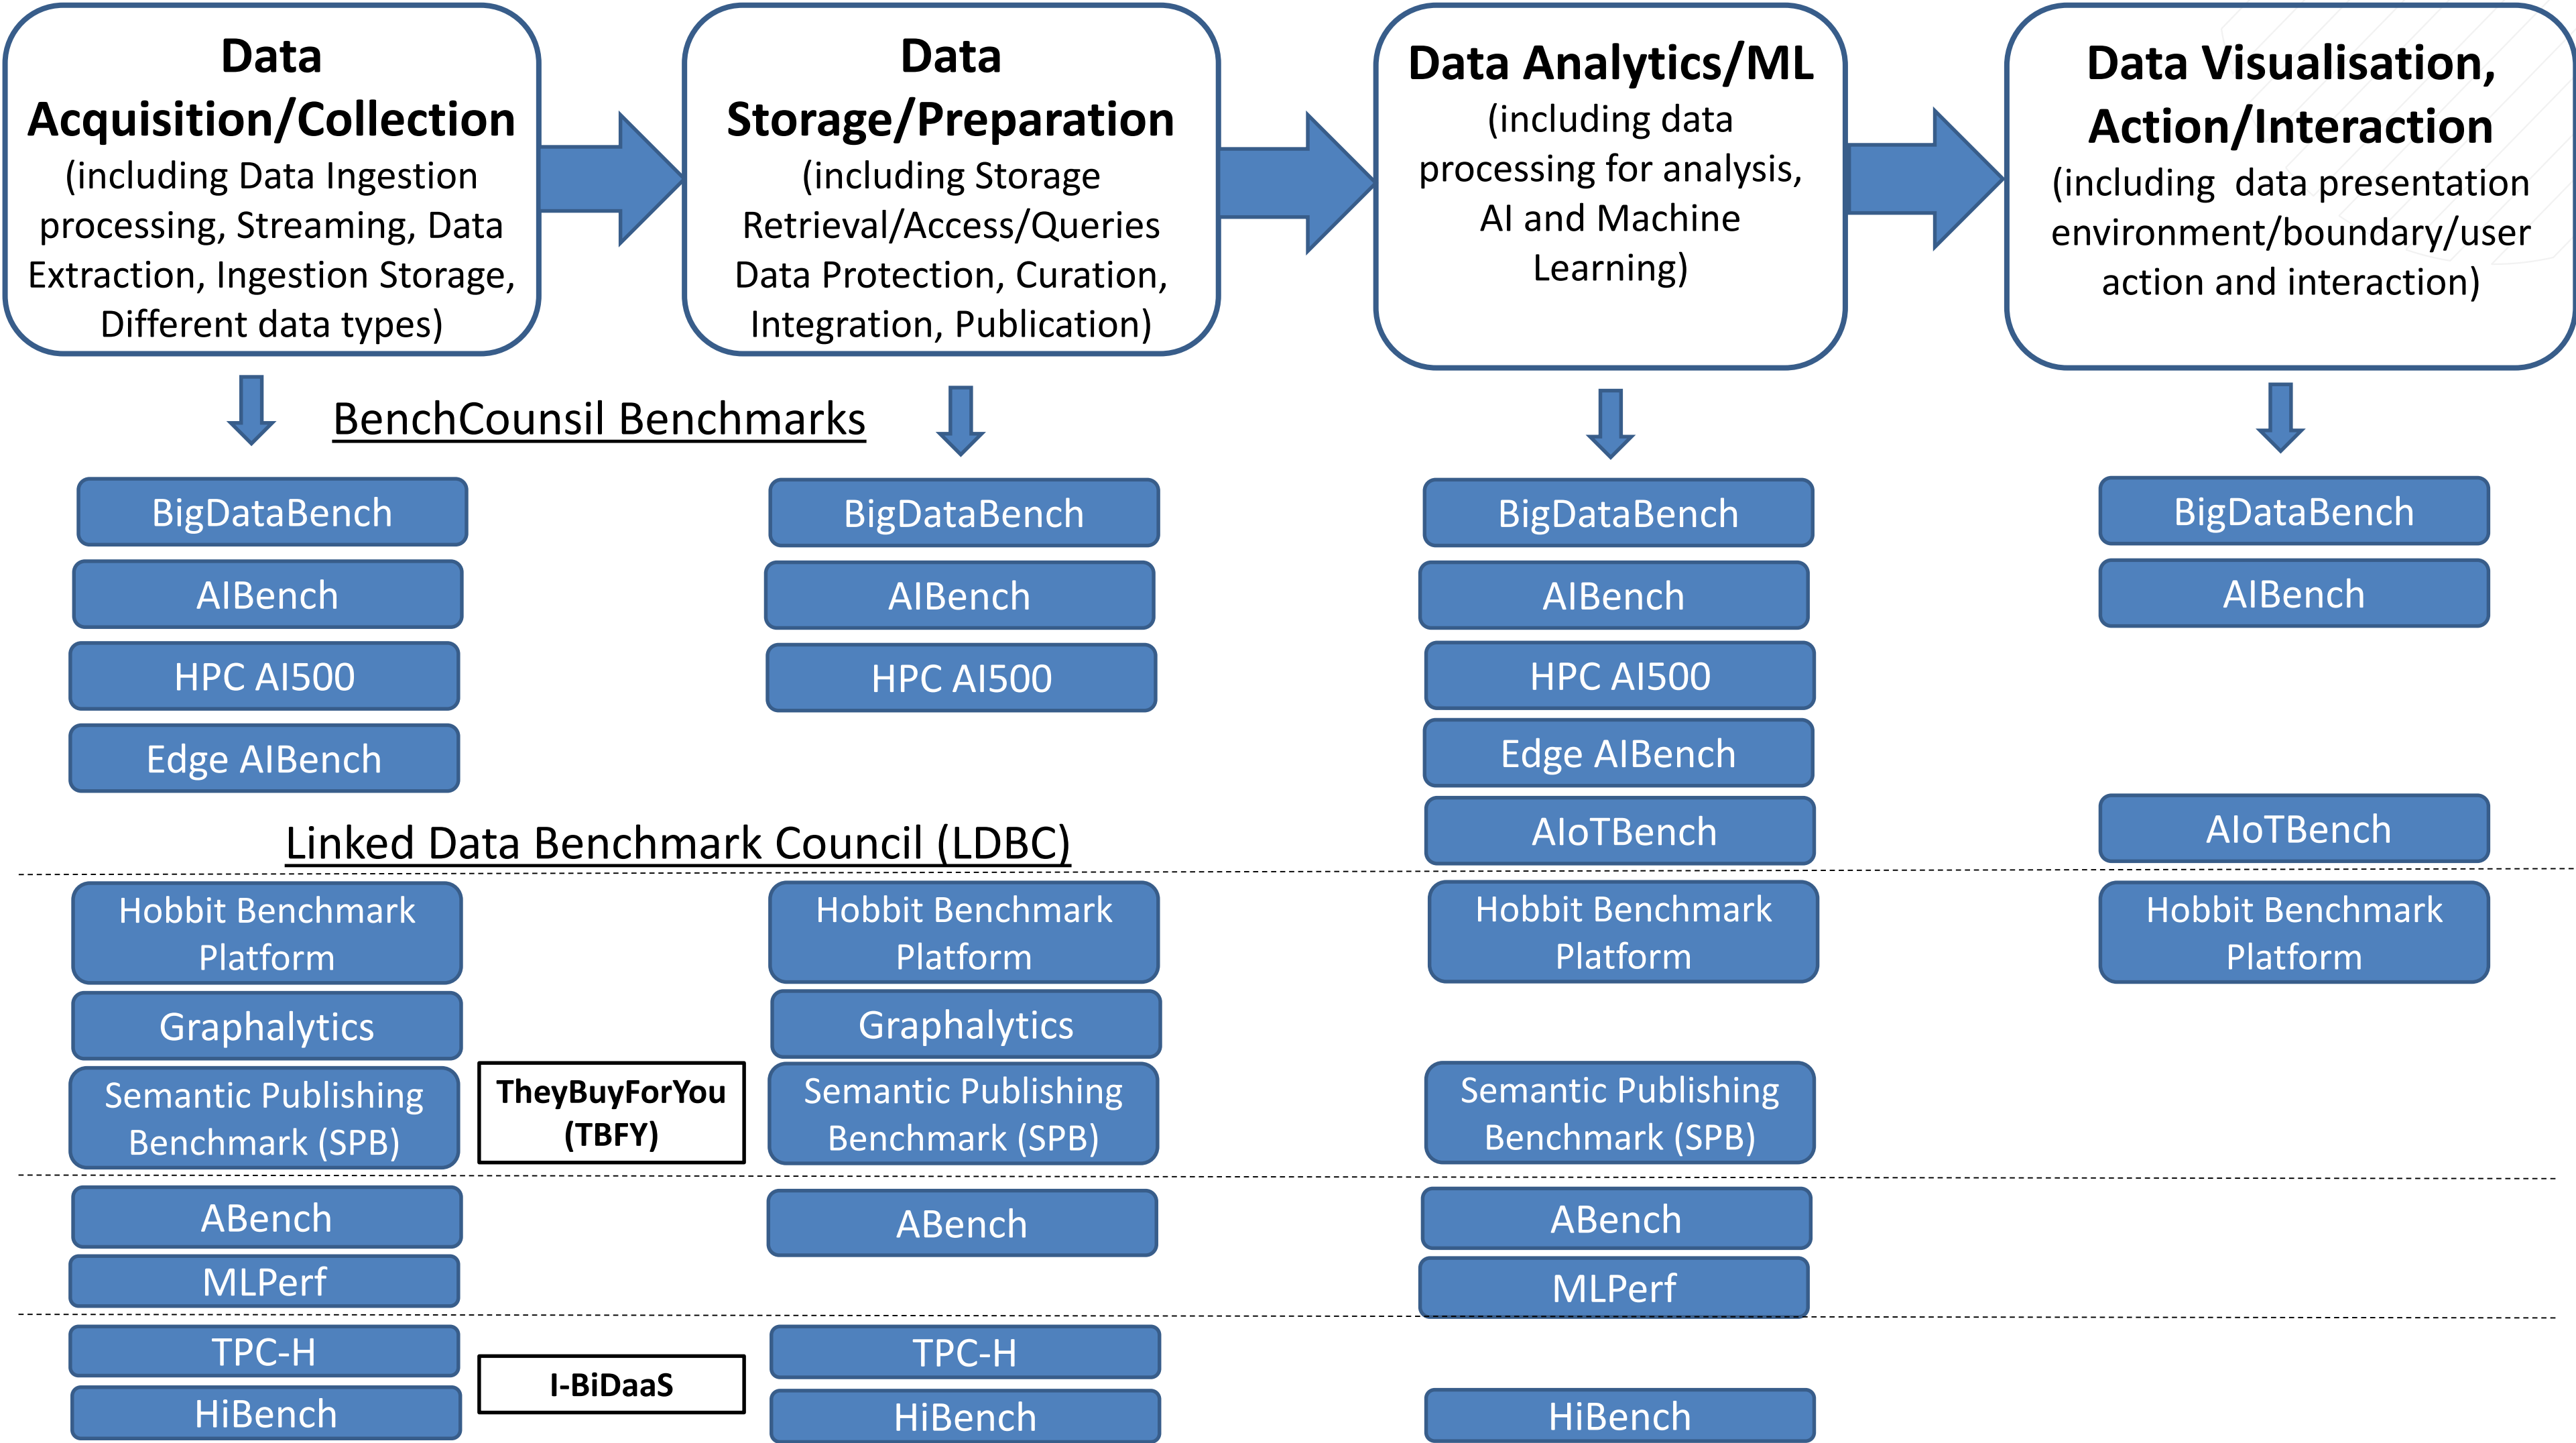 Data
Acquisition/Collection
(including Data Ingestion
processing, Streaming, Data
Extraction, Ingestion Storage,
Different data types)
Data
Storage/Preparation
(including Storage
Retrieval/Access/Queries
Data Protection, Curation,
Integration, Publication)
Data Analytics/ML
(including data
processing for analysis,
AI and Machine
Learning)
Data Visualisation,
Action/Interaction
(including data presentation
environment/boundary/user
action and interaction)
BenchCounsil Benchmarks
BigDataBench
BigDataBench
BigDataBench
BigDataBench
AIBench
AIBench
AIBench
AIBench
HPC AI500
HPC AI500
HPC AI500
Edge AIBench
Edge AIBench
AIoTBench
AIoTBench
Linked Data Benchmark Council (LDBC)
Hobbit Benchmark
Platform
Hobbit Benchmark
Platform
Hobbit Benchmark
Platform
Hobbit Benchmark
Platform
Graphalytics
Graphalytics
Semantic Publishing
Benchmark (SPB)
TheyBuyForYou
(TBFY)
Semantic Publishing
Benchmark (SPB)
Semantic Publishing
Benchmark (SPB)
ABench
ABench
ABench
MLPerf
MLPerf
TPC-H
TPC-H
I-BiDaaS
HiBench
HiBench
HiBench